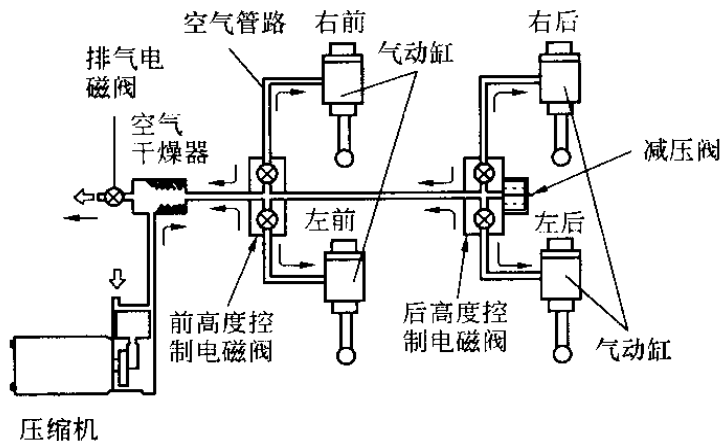 空气管路
右前
右后
排气电
磁阀
气动缸
空气
干燥器
减压阀
左前
左后
前高度控
制电磁阀
后高度控
制电磁阀
气动缸
压缩机